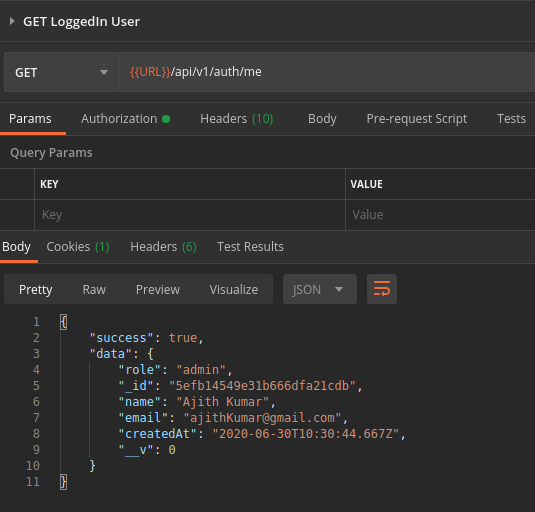 GET LoggedIn User
GET {{URL}}/api/v1/auth/me
Params Authorization Headers (10) Body Pre-request Script Tests
Query Params
KEY VALUE
Key Value
Body Cookies (1) Headers (6) Test Results
Pretty Raw Preview Visualize JSON
1 {
2 "success": true,
3 "data": {
4 "role": "admin",
5 "_id": "5efb14549e31b666dfa21cdb",
6 "name": "Ajith Kumar",
7 "email": "ajithKumar@gmail.com",
8 "createdAt": "2020-06-30T10:30:44.667Z",
9 "__v": 0
10 }
11 }